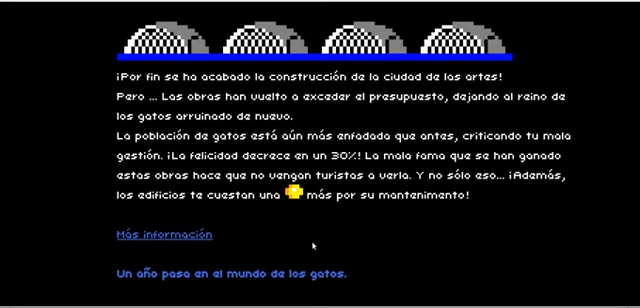 ¡Por fin se ha acabado la construcción de la ciudad de las artes!
Pero ... Las obras han vuelto a exceder el presupuesto, dejando al reino de
los gatos arruinado de nuevo.
La población de gatos está aún más enfadada que antes, criticando tu mala
gestión. ¡La felicidad decrece en un 30%! La mala fama que se han ganado
estas obras hace que no vengan turistas a verla. Y no sólo eso... ¡Además,
los edificios te cuestan una más por su mantenimiento!
Más información
Un año pasa en el mundo de los gatos.